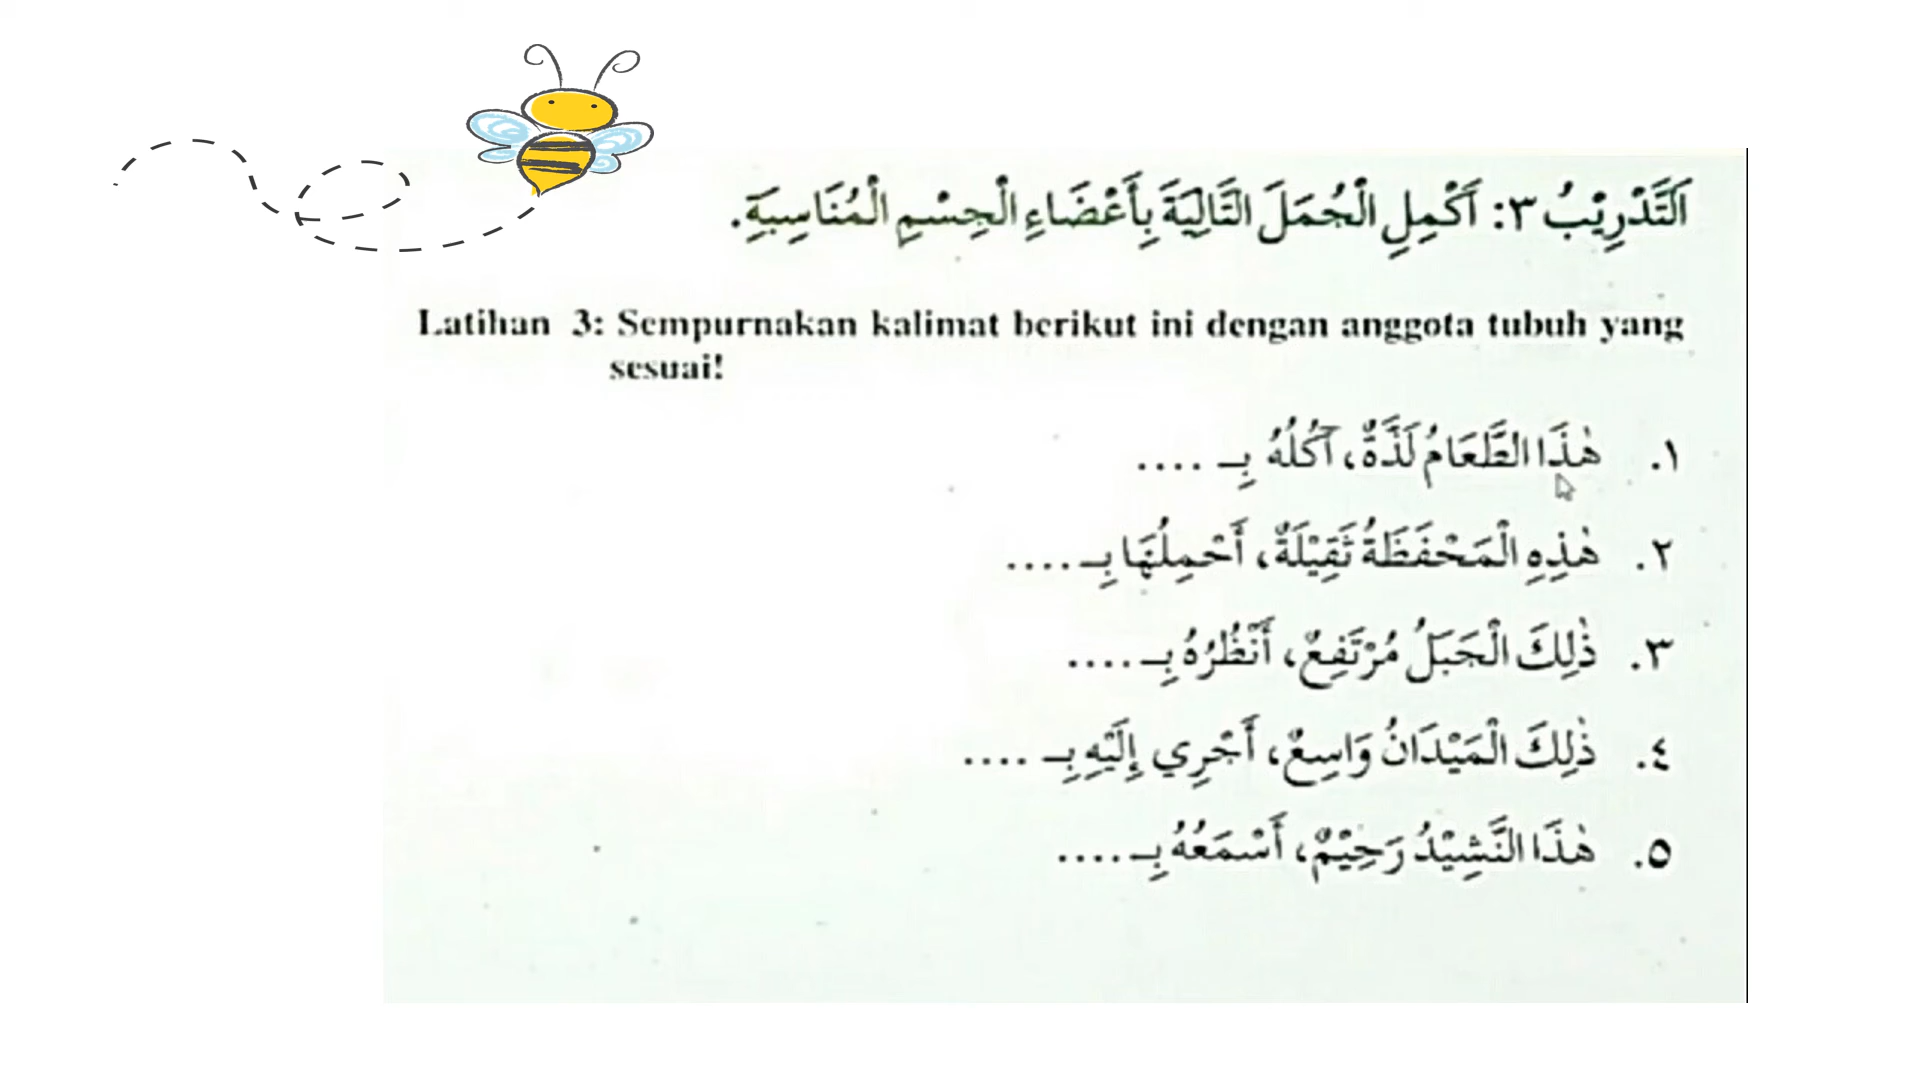 اَلتَّدْرِيْبُ ٣: أَكْمِلِ الْجُمَلَ التَّالِيَةَ بِأَعْضَاءِ الْجِسْمِ الْمُنَاسِبَةِ.
Latihan 3: Sempurnakan kalimat berikut ini dengan anggota tubuh yang
sesuai!
١. هٰذَا الطَّعَامُ لَذَّةٌ، آكُلُهُ بِـ ....
٢. هٰذِهِ الْمَحْفَظَةُ ثَقِيْلَةٌ، أَحْمِلُهَا بِـ ....
٣. ذٰلِكَ الْجَبَلُ مُرْتَفِعٌ، أَنْظُرُهُ بِـ ....
٤. ذٰلِكَ الْمَيْدَانُ وَاسِعٌ، أَجْرِي إِلَيْهِ بِـ ....
٥. هٰذَا النَّشِيْدُ رَحِيْمٌ، أَسْمَعُهُ بِـ ....